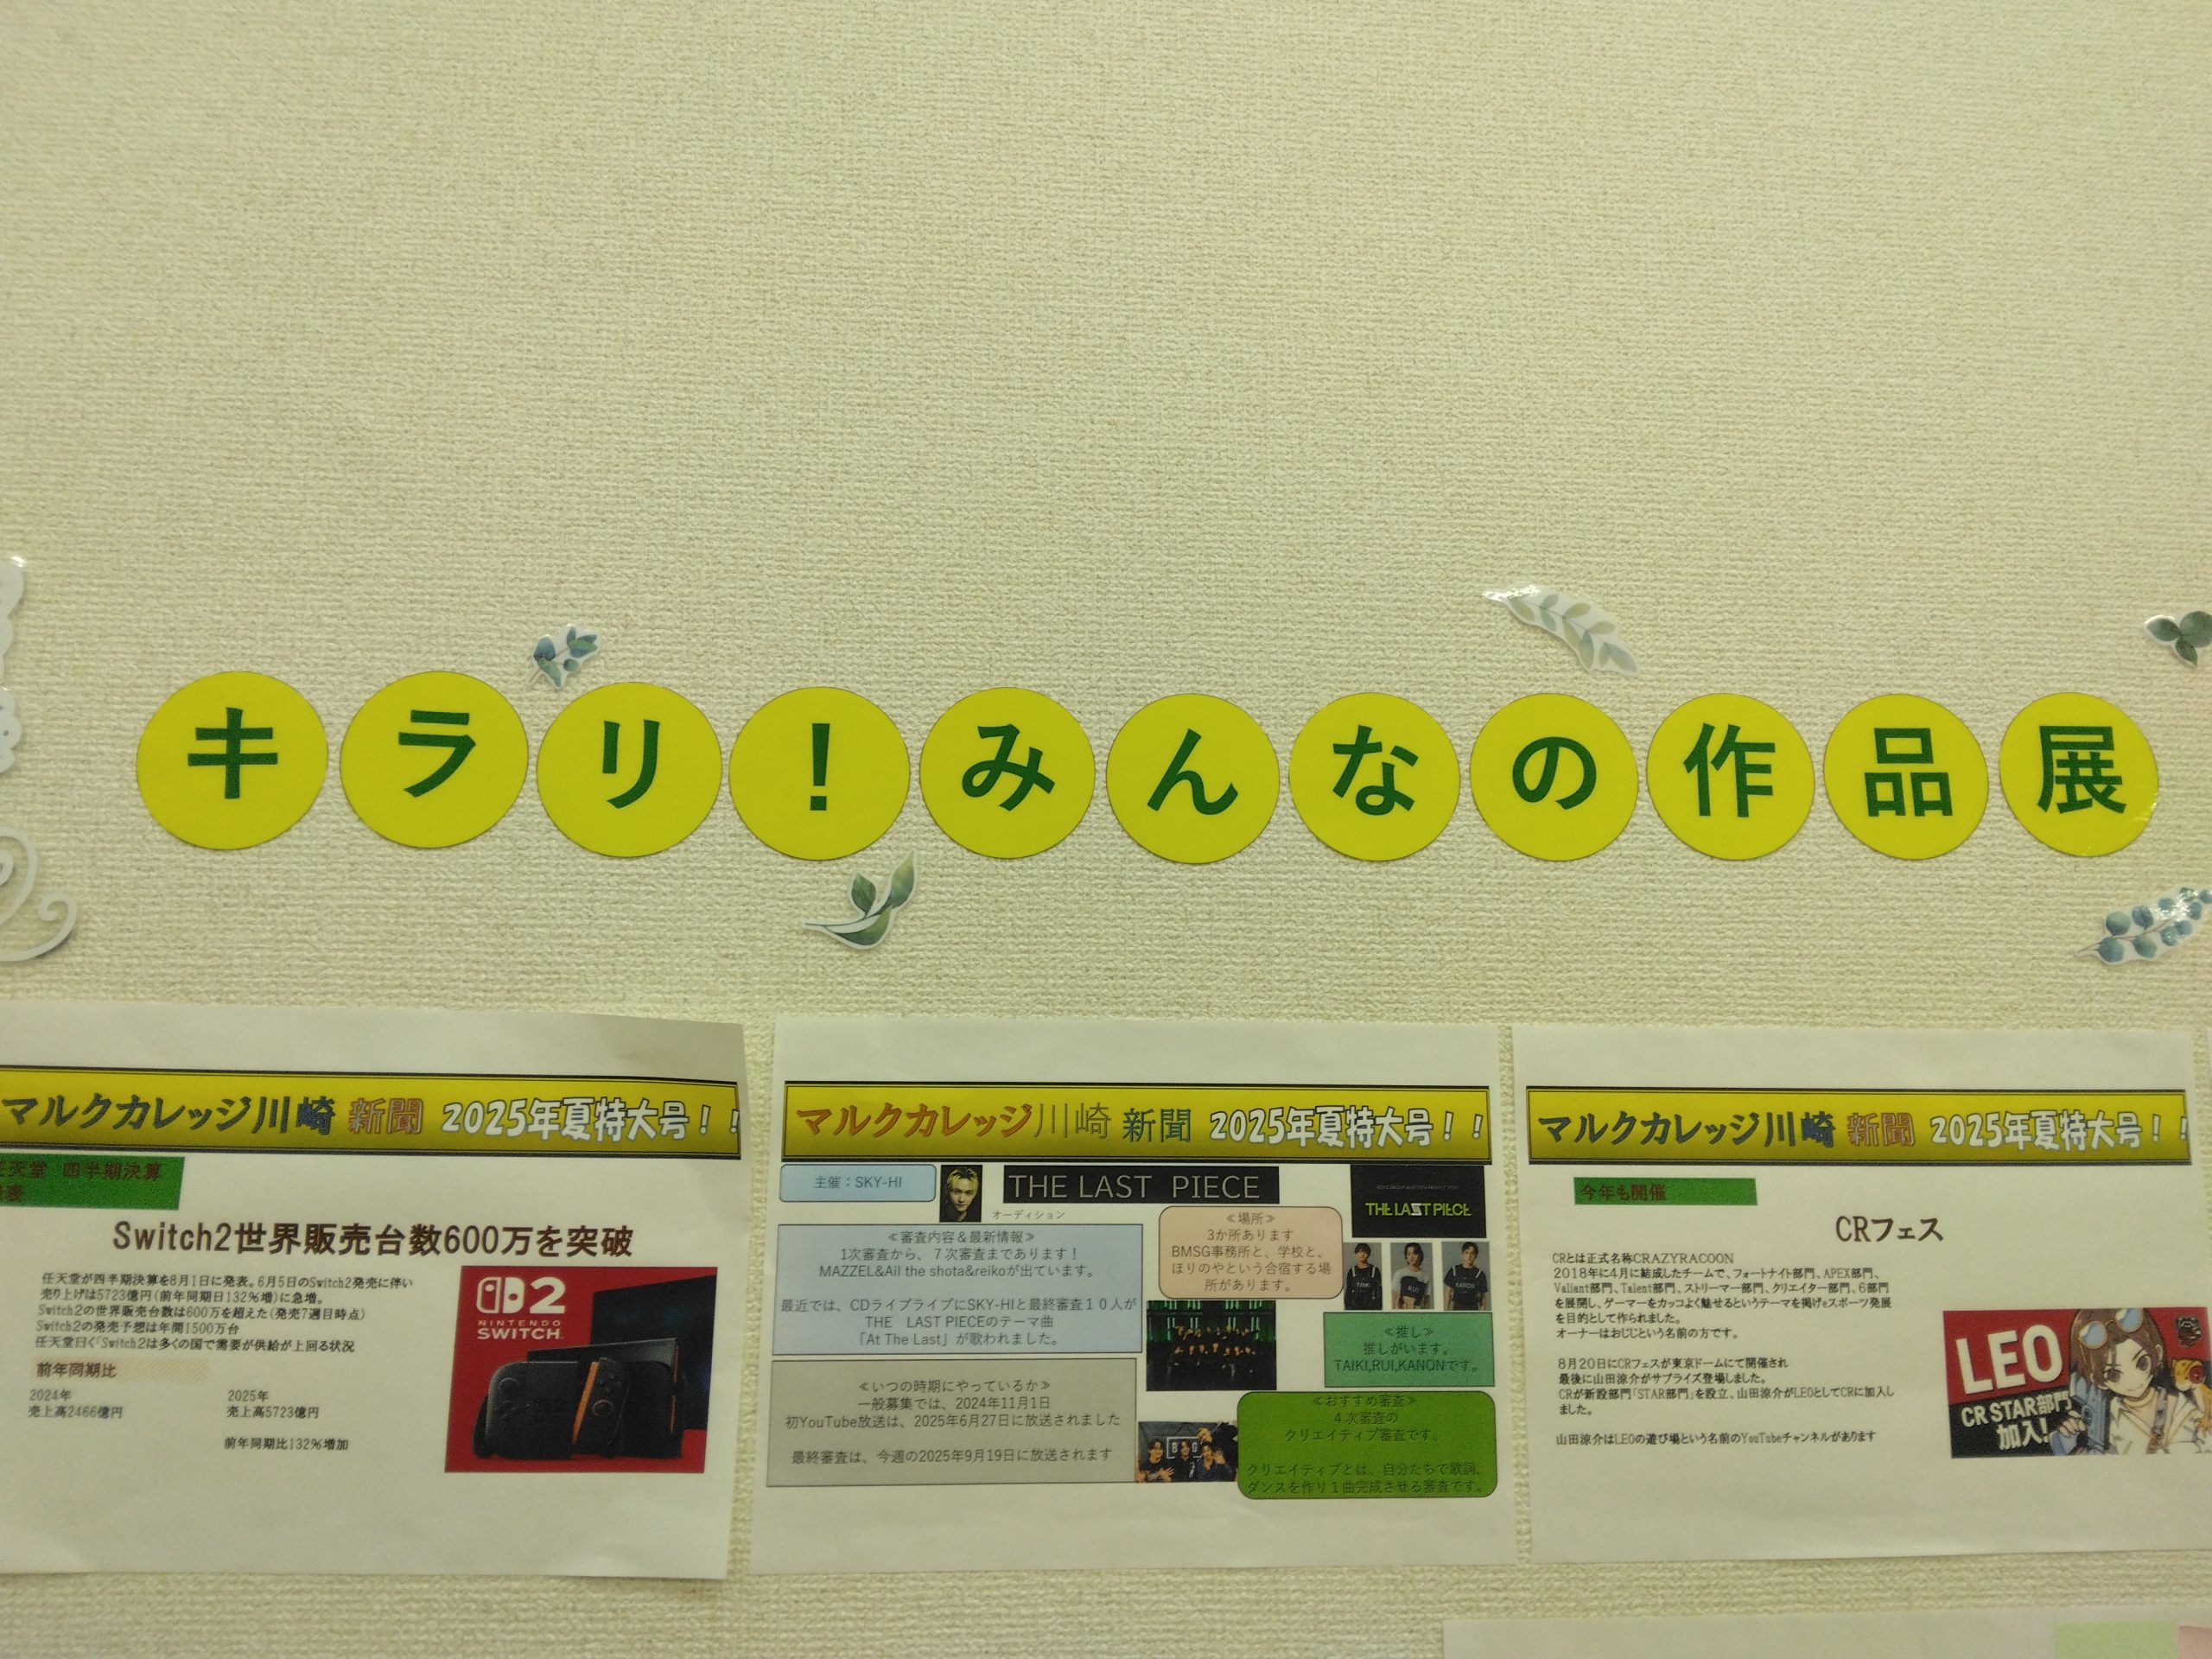 キラリ！みんなの作品展
マルクカレッジ川崎 新聞 2025年夏特大号！！
任天堂 四半期決算
Switch2世界販売台数600万を突破
任天堂が四半期決算を8月1日に発表。6月5日のSwitch2発売に伴い
売り上げは5723億円(前年同期日132％増)に急増。
Switch2の世界販売台数は600万を超えた(発売7週目時点)
Switch2の発売予想は年間1500万台
任天堂曰く「Switch2は多くの国で需要が供給が上回る状況
前年同期比
2024年
売上高2466億円
2025年
売上高5723億円
前年同期比132％増加
2
NINTENDO
SWITCH
マルクカレッジ川崎 新聞 2025年夏特大号！！
主催：SKY-HI
THE LAST PIECE
オーディション
THE LAST PIECE
≪審査内容＆最新情報≫
1次審査から、７次審査まであります！
MAZZEL&Ail the shota&reikoが出ています。
最近では、CDライブライブにSKY-HIと最終審査１０人が
THE LAST PIECEのテーマ曲
「At The Last」が歌われました。
≪場所≫
3か所あります
BMSG事務所と、学校と、
ほりのやという合宿する場
所があります。
RUI
KANON
≪推し≫
推しがいます。
TAIKI,RUI,KANONです。
≪いつの時期にやっているか≫
一般募集では、2024年11月1日
初YouTube放送は、2025年6月27日に放送されました
最終審査は、今週の2025年9月19日に放送されます
≪おすすめ審査≫
４次審査の
クリエイティブ審査です。
クリエイティブとは、自分たちで歌詞、
ダンスを作り１曲完成させる審査です。
マルクカレッジ川崎 新聞 2025年夏特大号！！
今年も開催
CRフェス
CRとは正式名称CRAZYRACOON
2018年に4月に結成したチームで、フォートナイト部門、APEX部門、
Valiant部門、Talent部門、ストリーマー部門、クリエイター部門、6部門
を展開し、ゲーマーをカッコよく魅せるというテーマを掲げeスポーツ発展
を目的として作られました。
オーナーはおじじという名前の方です。
8月20日にCRフェスが東京ドームにて開催され
最後に山田涼介がサプライズ登場しました。
CRが新設部門「STAR部門」を設立、山田涼介がLEOとしてCRに加入し
ました。
山田涼介はLEOの遊び場という名前のYouTubeチャンネルがあります
LEO
CR STAR部門
加入!